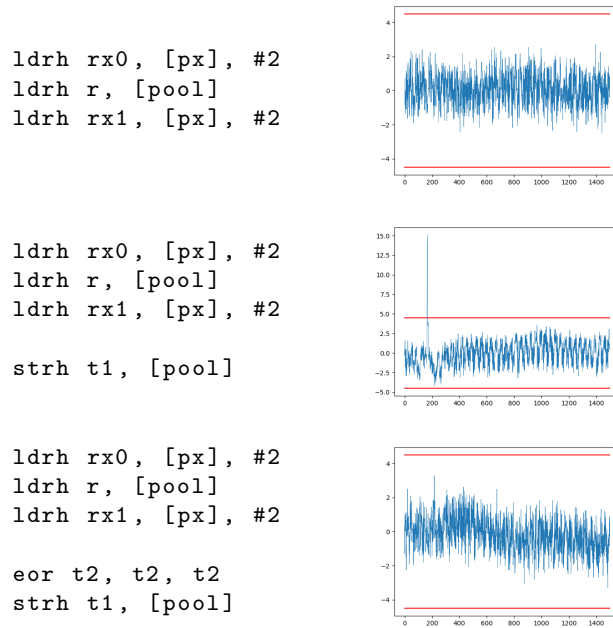 ldrh rx0, [px], #2
ldrh r, [pool]
ldrh rx1, [px], #2
4
2
0
−2
−4
0 200 400 600 800 1000 1200 1400
ldrh rx0, [px], #2
ldrh r, [pool]
ldrh rx1, [px], #2
strh t1, [pool]
15.0
12.5
10.0
7.5
5.0
2.5
0.0
−2.5
−5.0
0 200 400 600 800 1000 1200 1400
ldrh rx0, [px], #2
ldrh r, [pool]
ldrh rx1, [px], #2
eor t2, t2, t2
strh t1, [pool]
4
2
0
−2
−4
0 200 400 600 800 1000 1200 1400